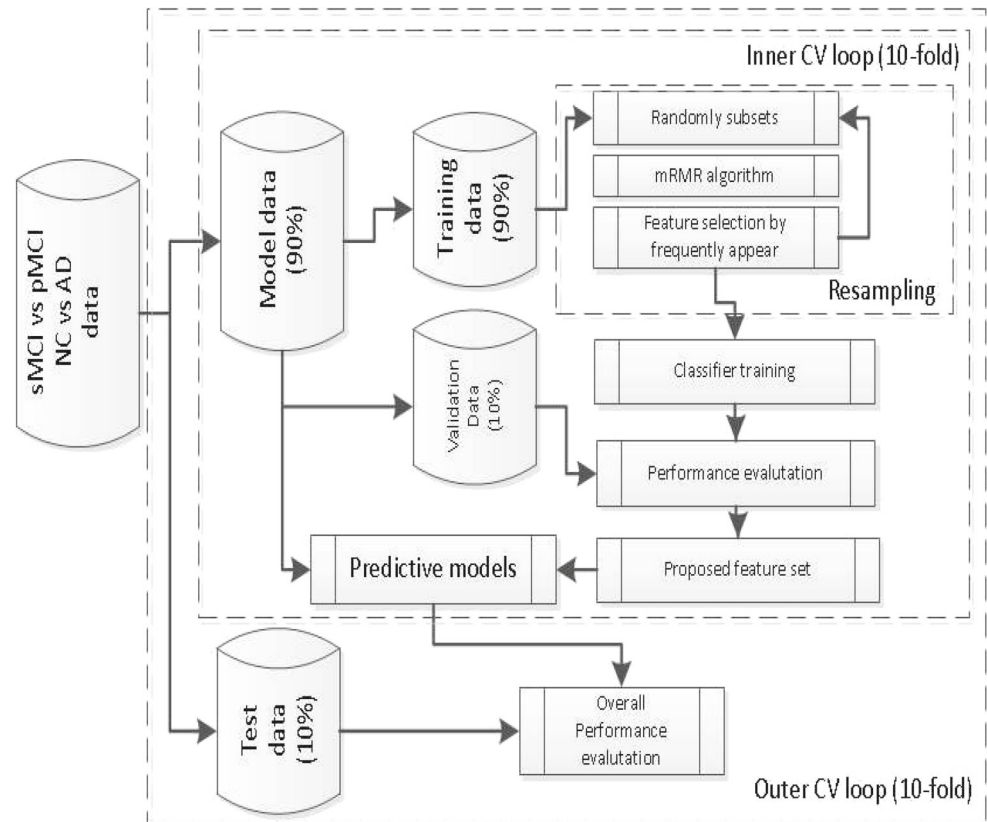 Inner CV loop (10-fold)
Randomly subsets
mRMR algorithm
Feature selection by
frequently appear
Resampling
Model data
(90%)
Training
data
(90%)
sMCI vs pMCI
NC vs AD
data
Validation
Data
(10%)
Classifier training
Performance evalutation
Predictive models
Proposed feature set
Test
data
(10%)
Overall
Performance
evalutation
Outer CV loop (10-fold)